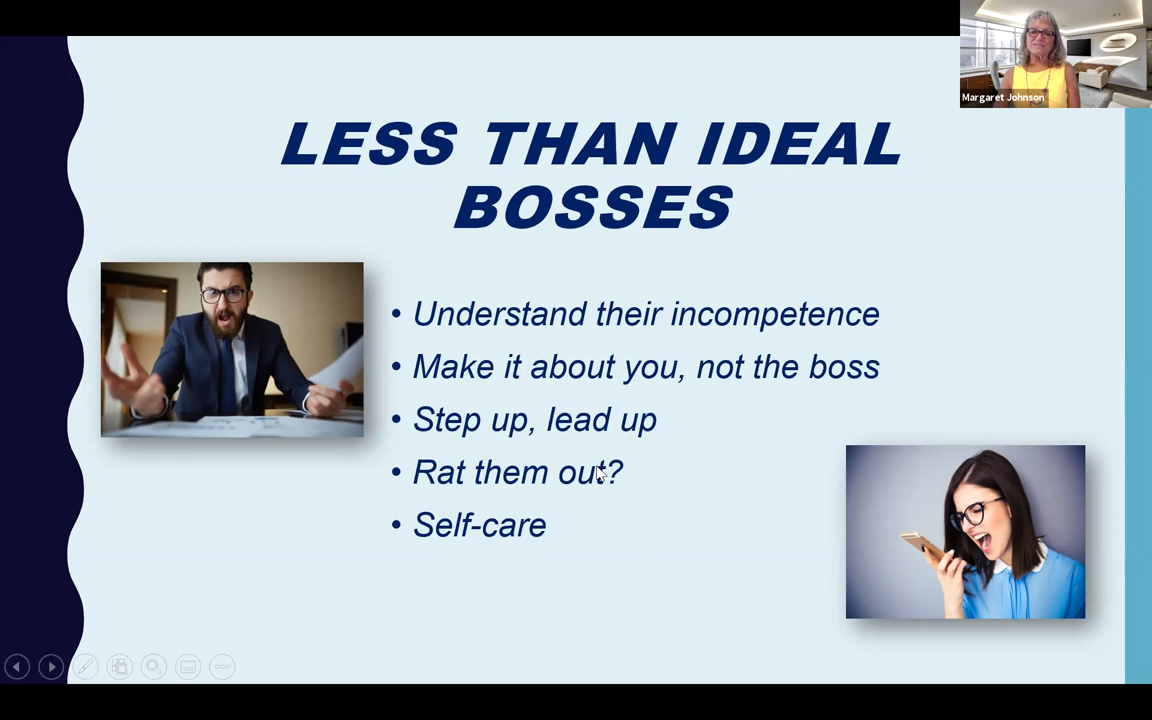 Margaret Johnson
LESS THAN IDEAL
BOSSES
• Understand their incompetence
• Make it about you, not the boss
• Step up, lead up
• Rat them out?
• Self-care